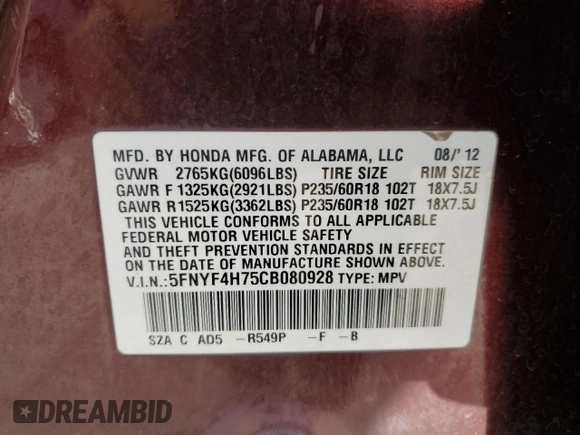 MFD. BY HONDA MFG. OF ALABAMA, LLC 08/'12
GVWR 2765KG(6096LBS) TIRE SIZE RIM SIZE
GAWR F 1325KG(2921LBS) P235/60R18 102T 18X7.5J
GAWR R1525KG(3362LBS) P235/60R18 102T 18X7.5J
THIS VEHICLE CONFORMS TO ALL APPLICABLE
FEDERAL MOTOR VEHICLE SAFETY
AND THEFT PREVENTION STANDARDS IN EFFECT
ON THE DATE OF MANUFACTURE SHOWN ABOVE.
V.I.N.:5FNYF4H75CB080928 TYPE: MPV
SZA C AD5 -R549P -F -B
DREAMBID